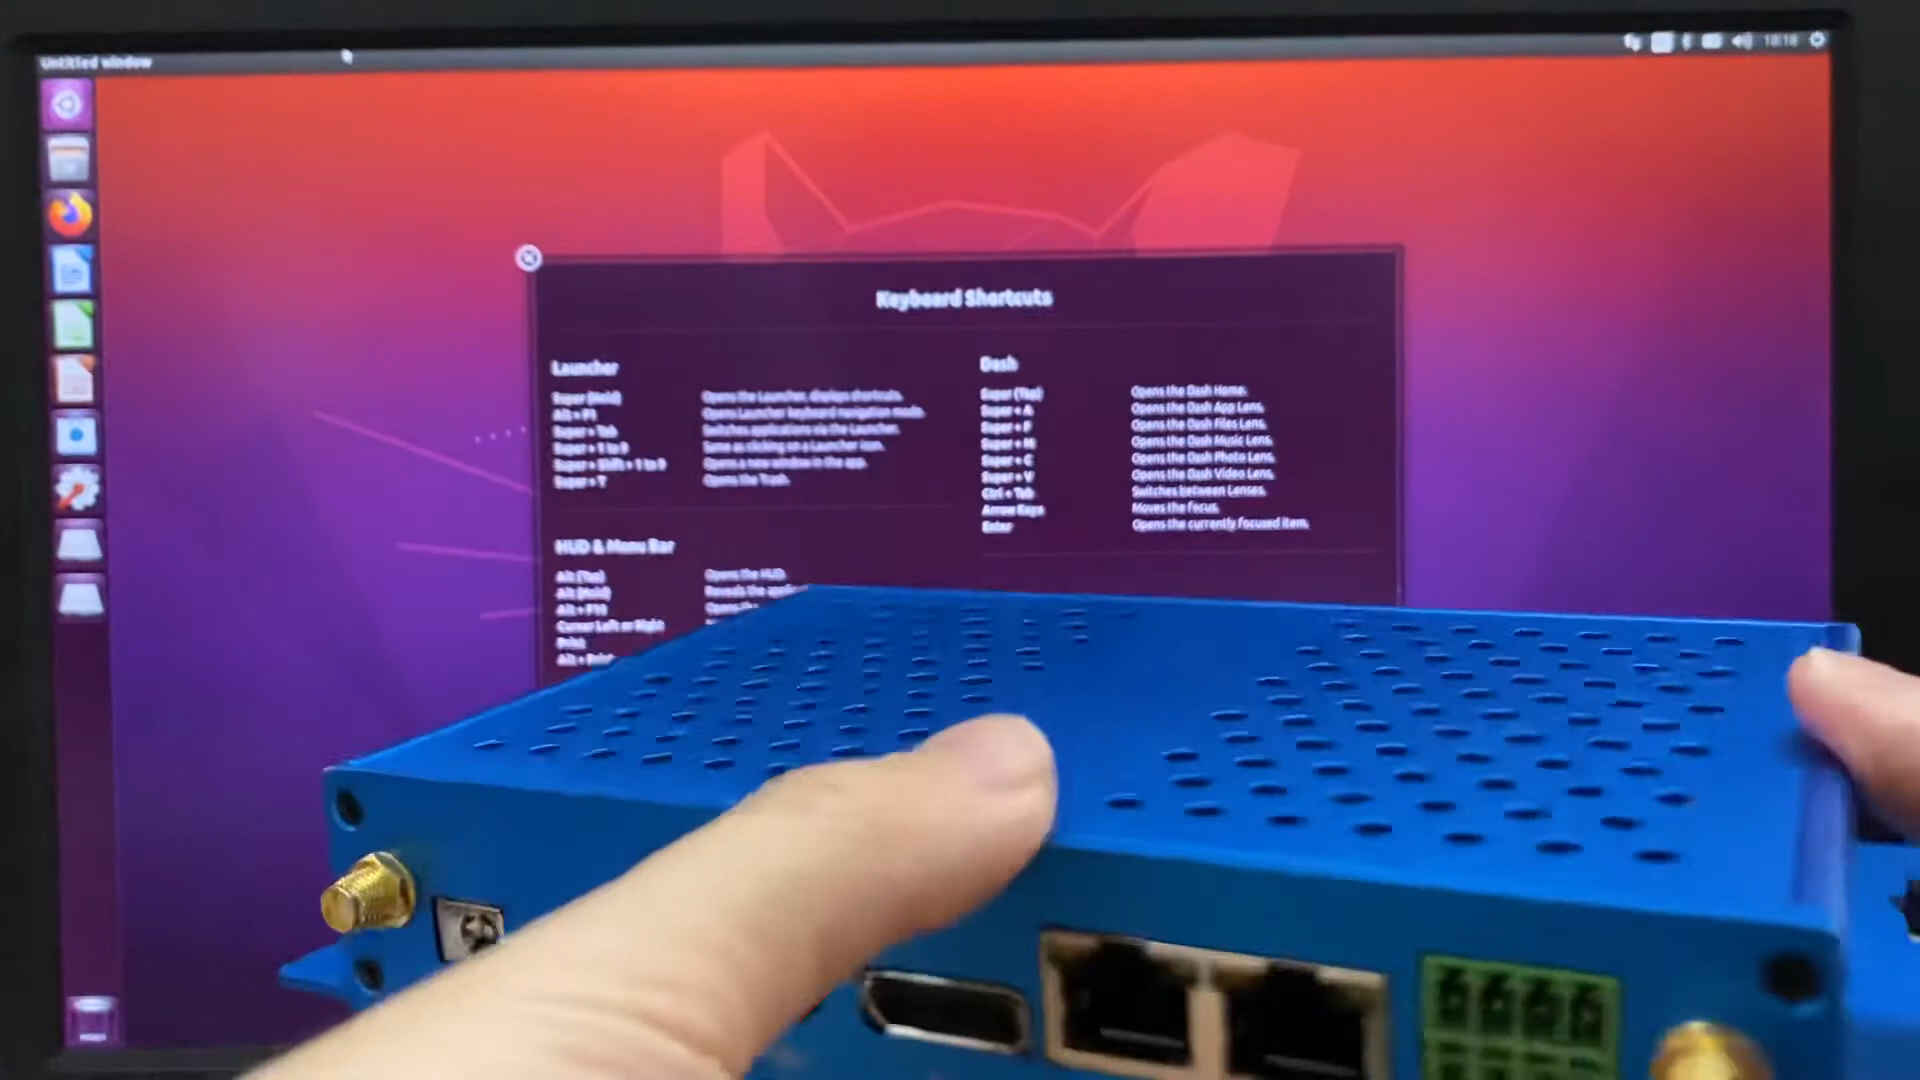 Untitled window
18:18
Keyboard Shortcuts
Launcher
Super (Hold) Opens the Launcher, displays shortcuts.
Alt + F1 Opens Launcher keyboard navigation mode.
Super + Tab Switches applications via the Launcher.
Super + 1 to 9 Same as clicking on a Launcher icon.
Super + Shift + 1 to 9 Opens a new window in the app.
Super + T Opens the Trash.
HUD & Menu Bar
Alt (Tap) Opens the HUD.
Alt (Hold) Reveals the
Alt + F10 Opens
Cursor Left or Right
Dash
Super (Tap) Opens the Dash Home.
Super + A Opens the Dash App Lens.
Super + F Opens the Dash Files Lens.
Super + M Opens the Dash Music Lens.
Super + C Opens the Dash Photo Lens.
Super + V Opens the Dash Video Lens.
Ctrl + Tab Switches between Lenses.
Arrow Keys Moves the focus.
Enter Opens the currently focused item.